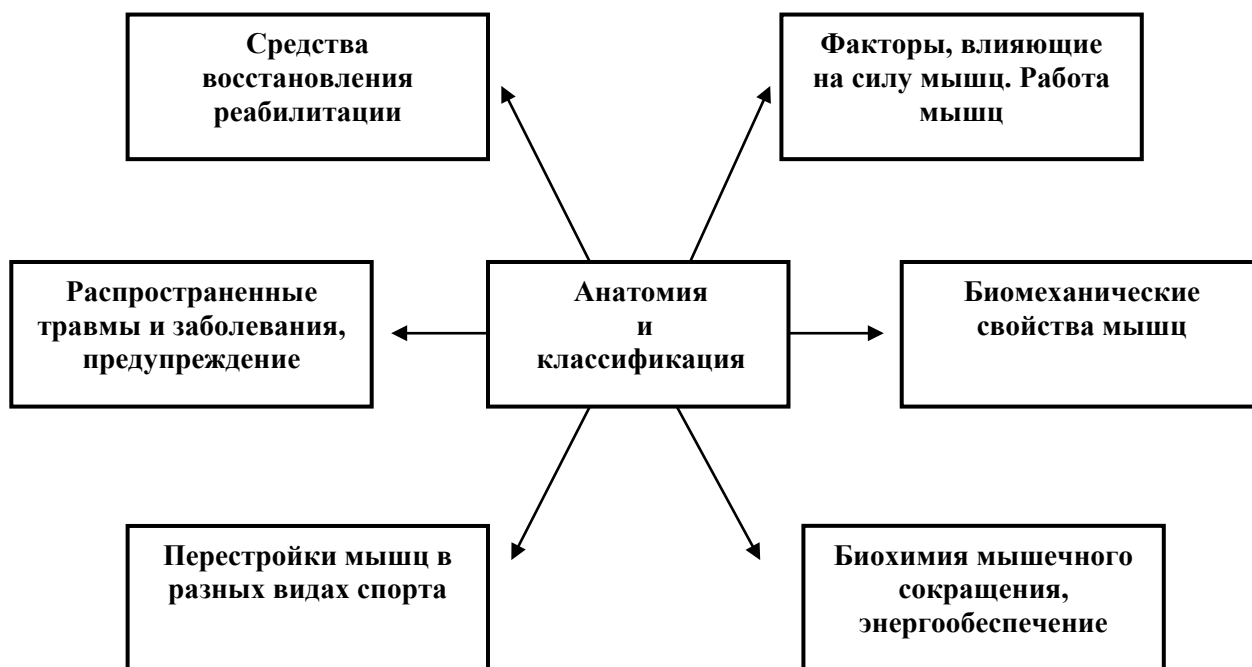 Средства
восстановления
реабилитации
Факторы, влияющие
на силу мышц. Работа
мышц
Распространенные
травмы и заболевания,
предупреждение
Анатомия
и
классификация
Биомеханические
свойства мышц
Перестройки мышц в
разных видах спорта
Биохимия мышечного
сокращения,
энергообеспечение